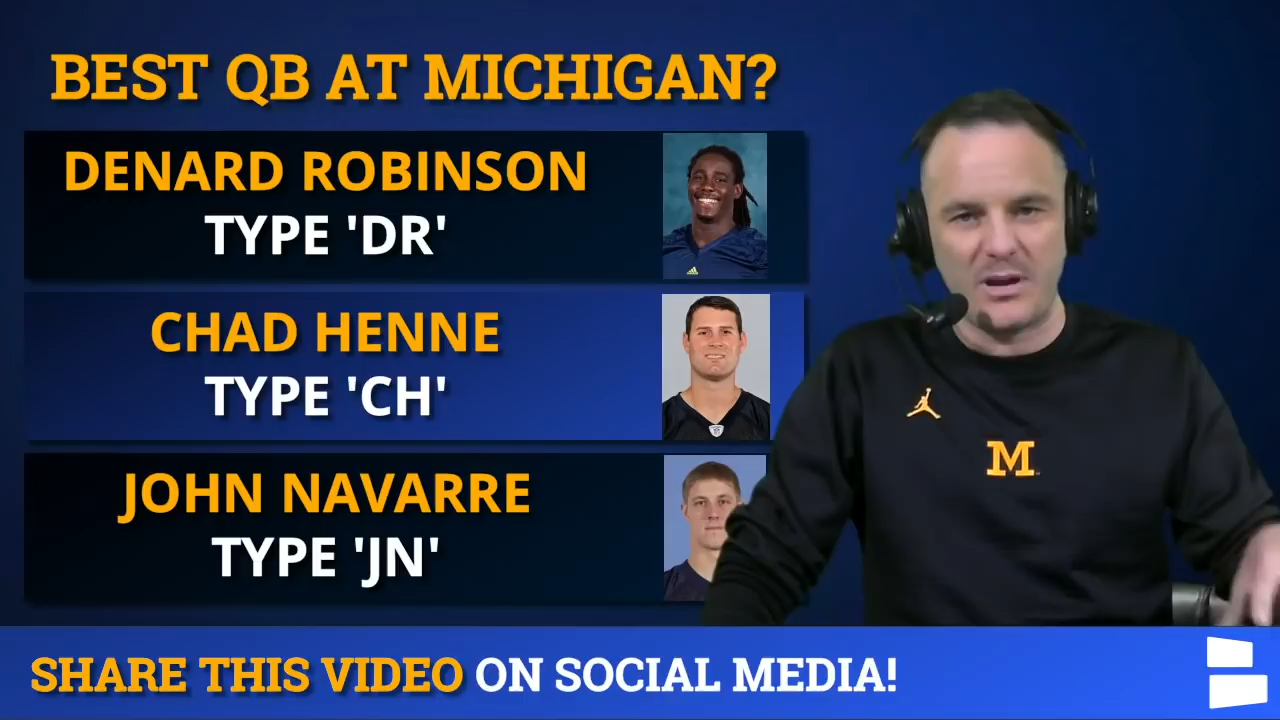 BEST QB AT MICHIGAN?
DENARD ROBINSON
TYPE 'DR'
CHAD HENNE
TYPE 'CH'
JOHN NAVARRE
TYPE 'JN'
M
SHARE THIS VIDEO ON SOCIAL MEDIA!